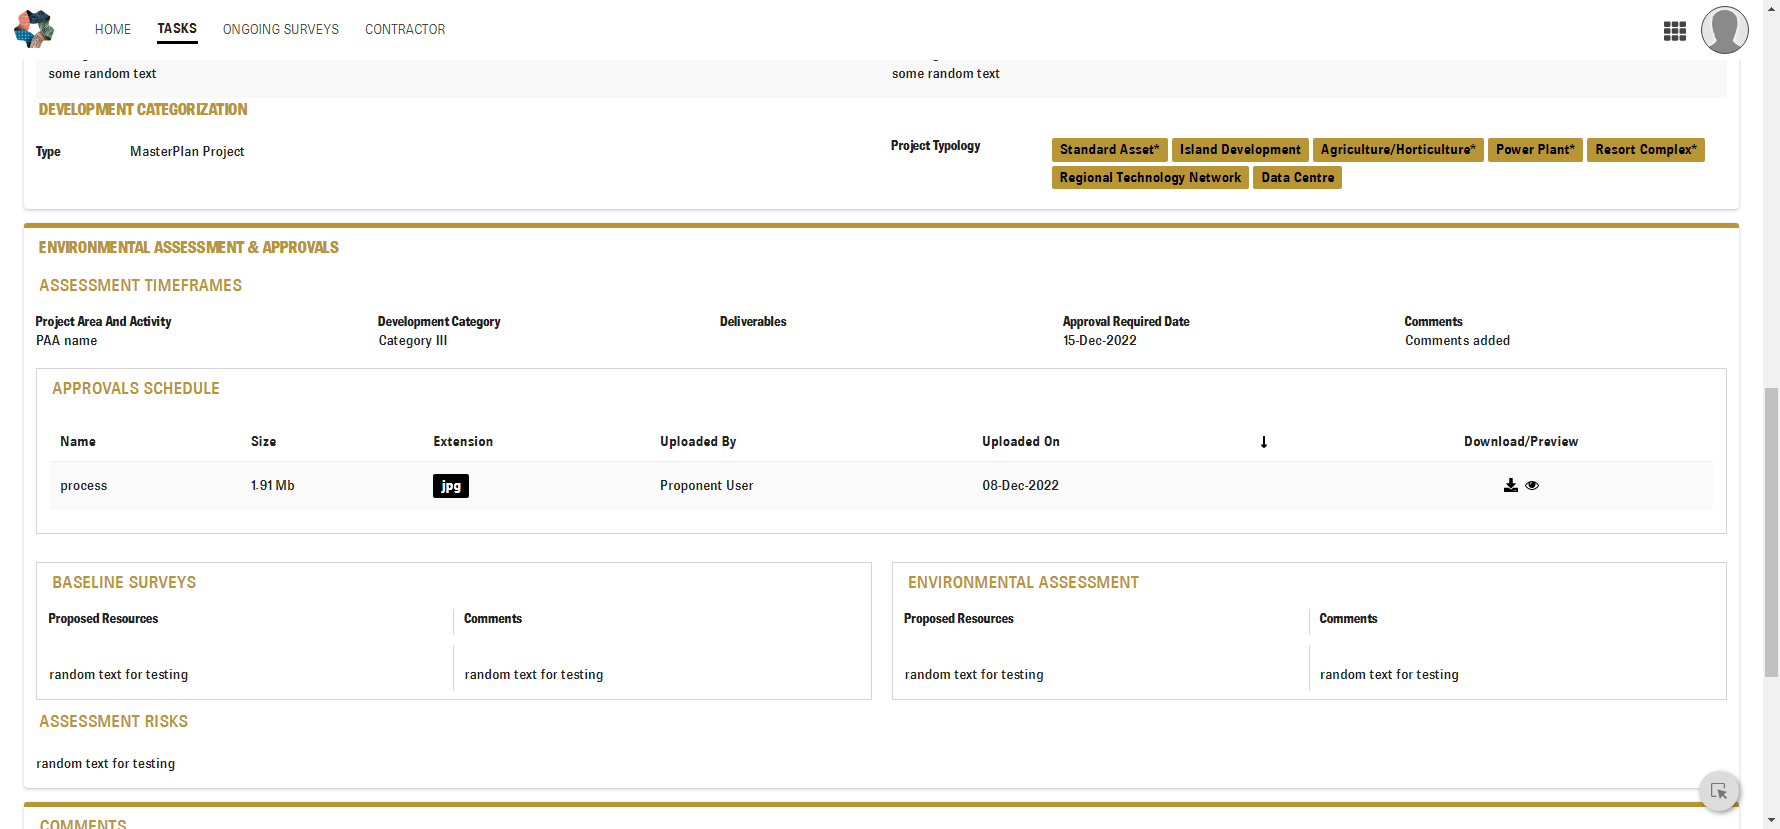 HOME TASKS ONGOING SURVEYS CONTRACTOR
some random text some random text
DEVELOPMENT CATEGORIZATION
Type MasterPlan Project Project Typology Standard Asset* Island Development Agriculture/Horticulture* Power Plant* Resort Complex*
Regional Technology Network Data Centre
ENVIRONMENTAL ASSESSMENT & APPROVALS
ASSESSMENT TIMEFRAMES
Project Area And Activity Development Category Deliverables Approval Required Date Comments
PAA name Category III 15-Dec-2022 Comments added
APPROVALS SCHEDULE
Name Size Extension Uploaded By Uploaded On Download/Preview
process 1.91 Mb jpg Proponent User 08-Dec-2022
BASELINE SURVEYS ENVIRONMENTAL ASSESSMENT
Proposed Resources Comments Proposed Resources Comments
random text for testing random text for testing random text for testing random text for testing
ASSESSMENT RISKS
random text for testing
COMMENTS